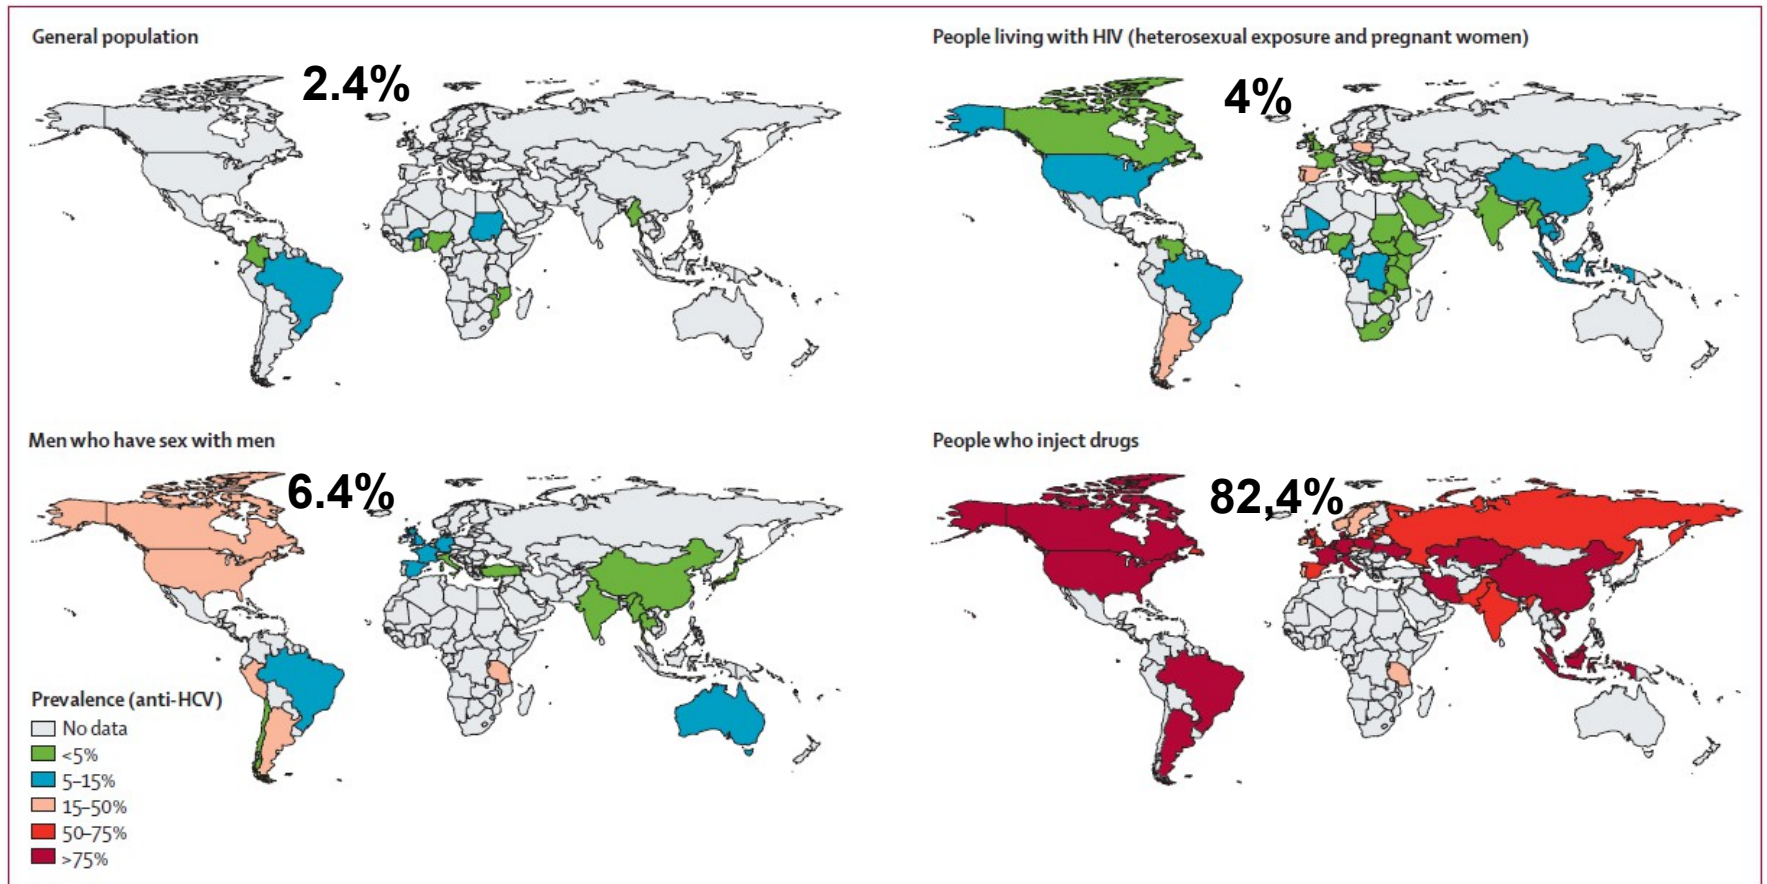 General population
2.4%
People living with HIV (heterosexual exposure and pregnant women)
4%
Men who have sex with men
6.4%
People who inject drugs
82,4%
Prevalence (anti-HCV)
No data
<5%
5–15%
15–50%
50–75%
>75%